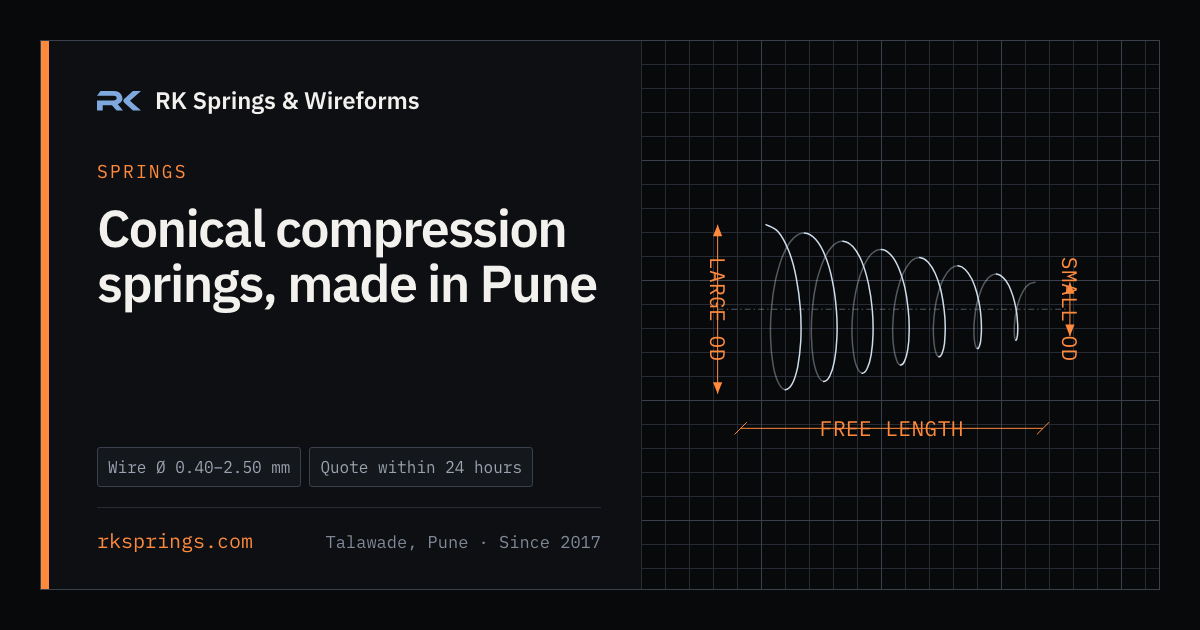 RK RK Springs & Wireforms
SPRINGS
Conical compression
springs, made in Pune
Wire Ø 0.40–2.50 mm
Quote within 24 hours
rksprings.com
Talawade, Pune · Since 2017
LARGE OD
SMALL OD
FREE LENGTH